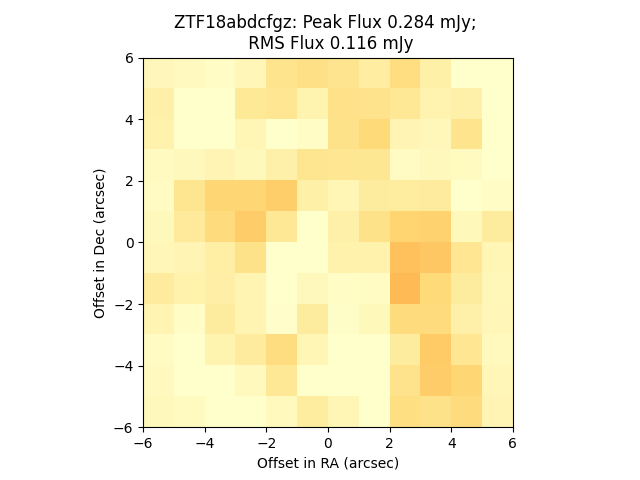 ZTF18abdcfgz: Peak Flux 0.284 mJy;
RMS Flux 0.116 mJy
6
4
2
0
−2
−4
−6
Offset in Dec (arcsec)
−6 −4 −2 0 2 4 6
Offset in RA (arcsec)